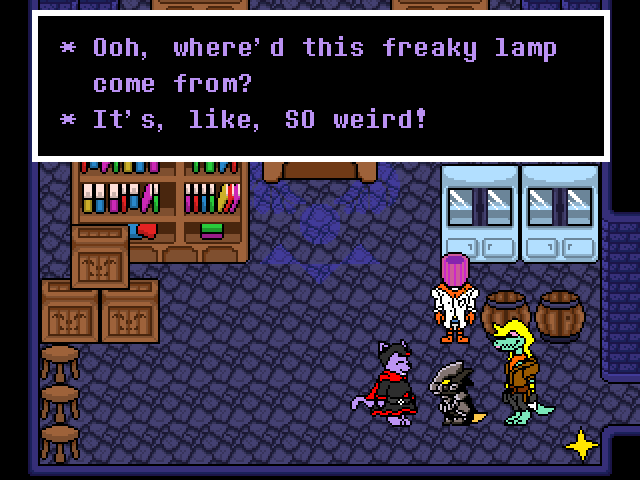 * Ooh, where'd this freaky lamp
come from?
* It's, like, SO weird!